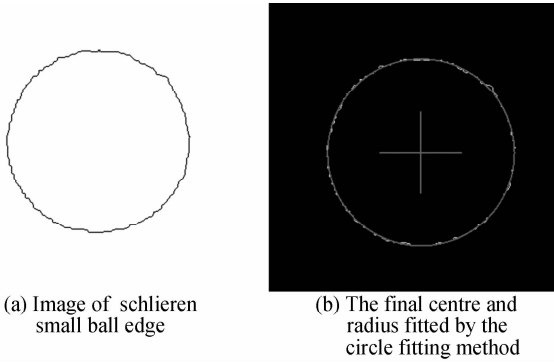 (a) Image of schlieren
small ball edge
(b) The final centre and
radius fitted by the
circle fitting method